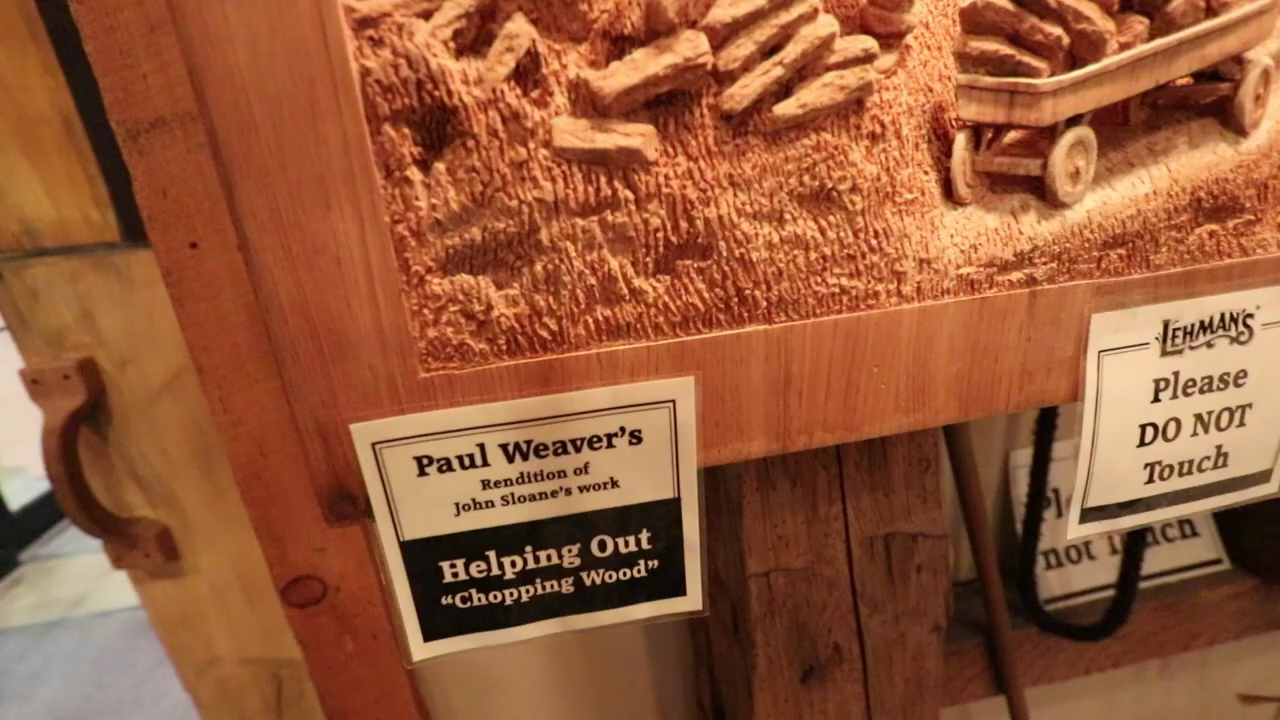 Paul Weaver's
Rendition of
John Sloane's work
Helping Out
“Chopping Wood”
LEHMAN'S
Please
DO NOT
Touch
not